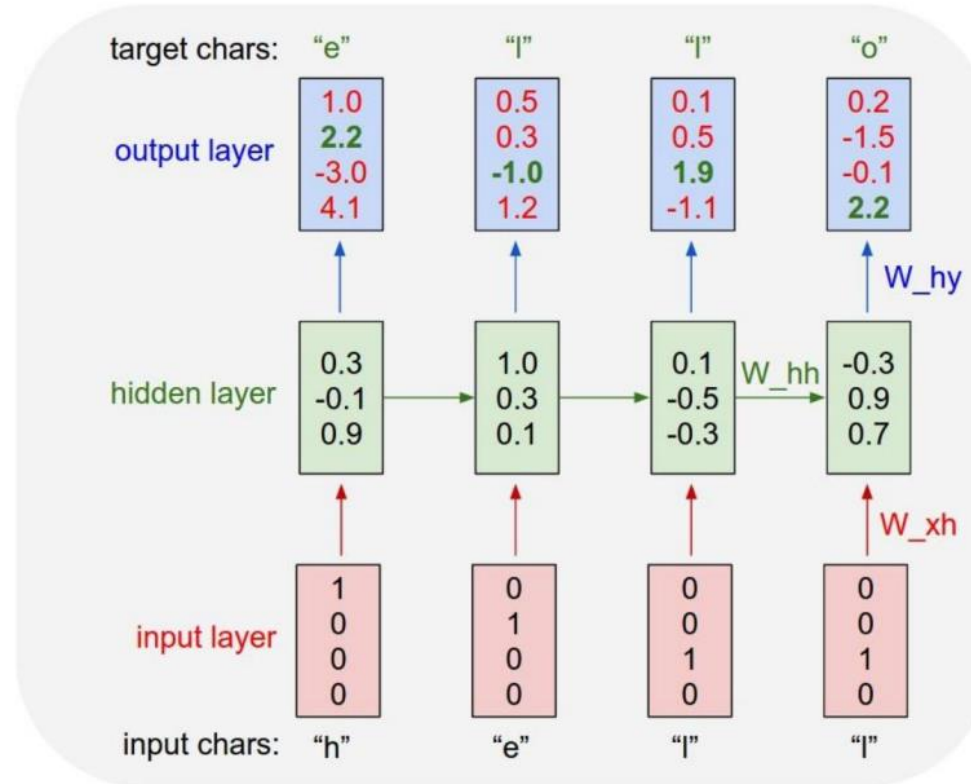 target chars: “e” “l” “l” “o”
1.0 0.5 0.1 0.2
2.2 0.3 0.5 -1.5
output layer
-3.0 -1.0 1.9 -0.1
4.1 1.2 -1.1 2.2
W_hy
0.3 1.0 0.1 -0.3
W_hh
hidden layer -0.1 0.3 -0.5 0.9
0.9 0.1 -0.3 0.7
W_xh
1 0 0 0
0 1 0 0
input layer
0 0 1 1
0 0 0 0
input chars: “h” “e” “l” “l”